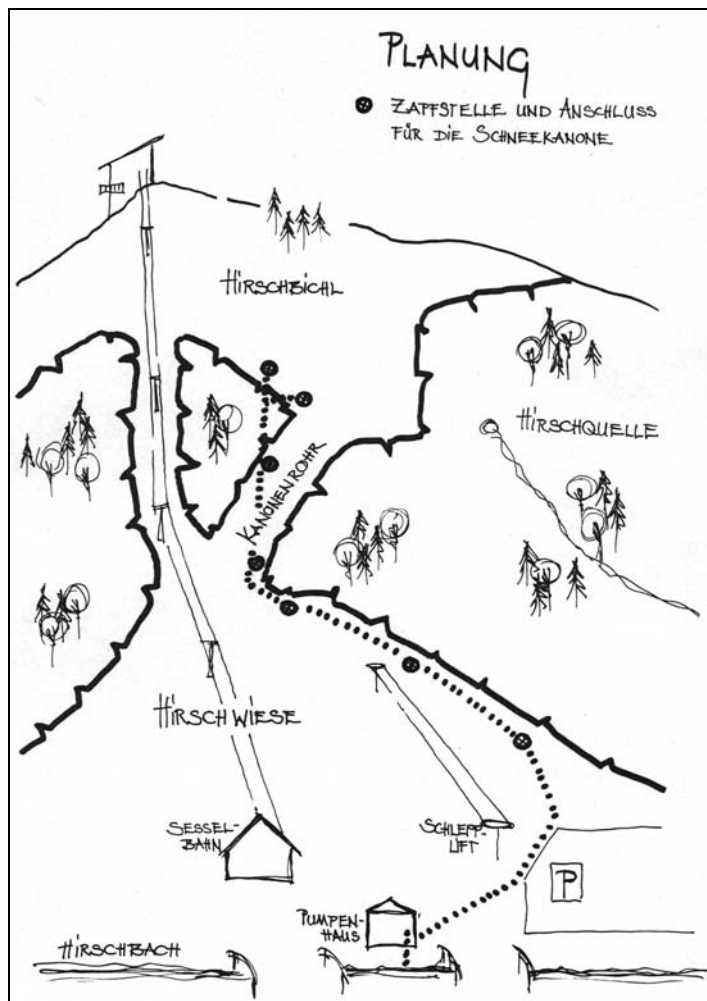 PLANUNG
ZAPFSTELLE UND ANSCHLUSS
FÜR DIE SCHNEEKANONE
HIRSCHBICHL
HIRSCHQUELLE
KANONENROHR
HIRSCHWIESE
SESSEL-
BAHN
SCHLEPP-
LIFT
P
PUMPEN-
HAUS
HIRSCHBACH